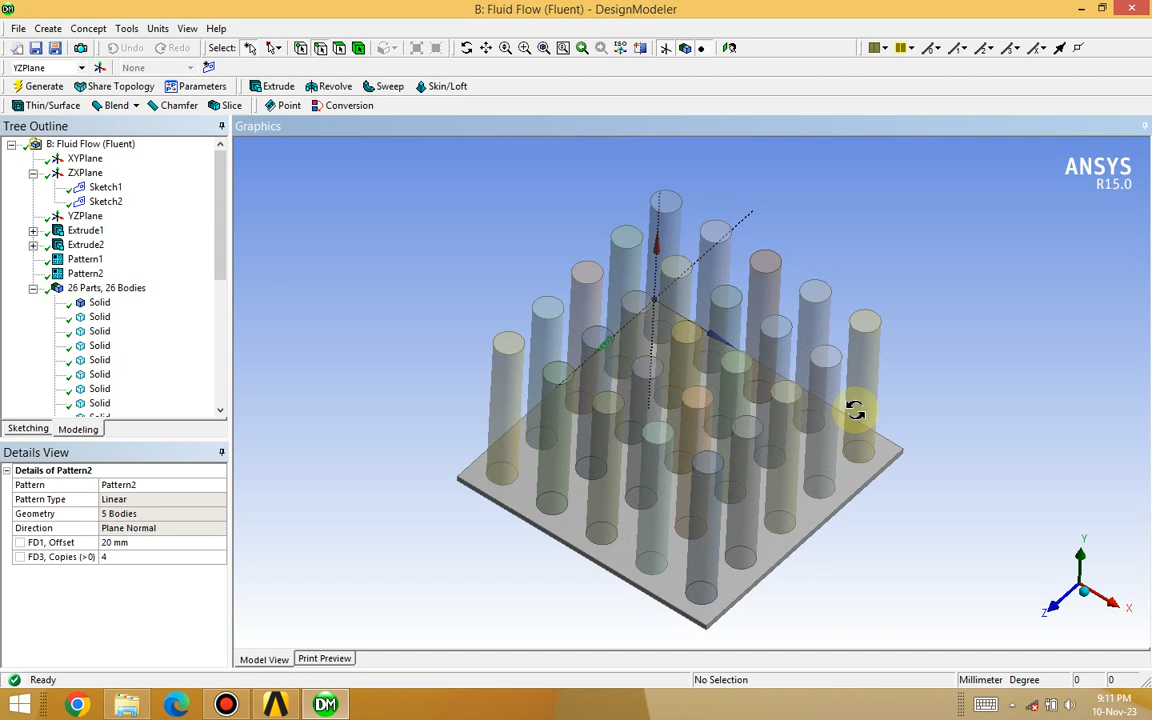 B: Fluid Flow (Fluent) - DesignModeler
File Create Concept Tools Units View Help
Undo Redo Select:
YZPlane None
Generate Share Topology Parameters Extrude Revolve Sweep Skin/Loft
Thin/Surface Blend Chamfer Slice Point Conversion
Tree Outline
B: Fluid Flow (Fluent)
XYPlane
ZXPlane
Sketch1
Sketch2
YZPlane
Extrude1
Extrude2
Pattern1
Pattern2
26 Parts, 26 Bodies
Solid
Solid
Solid
Solid
Solid
Solid
Solid
Solid
Sketching Modeling
Details View
Details of Pattern2
Pattern Pattern2
Pattern Type Linear
Geometry 5 Bodies
Direction Plane Normal
FD1, Offset 20 mm
FD3, Copies (>0) 4
Graphics
ANSYS
R15.0
Y
X
Z
Model View Print Preview
Ready No Selection Millimeter Degree 0 0
DM
9:11 PM
10-Nov-23